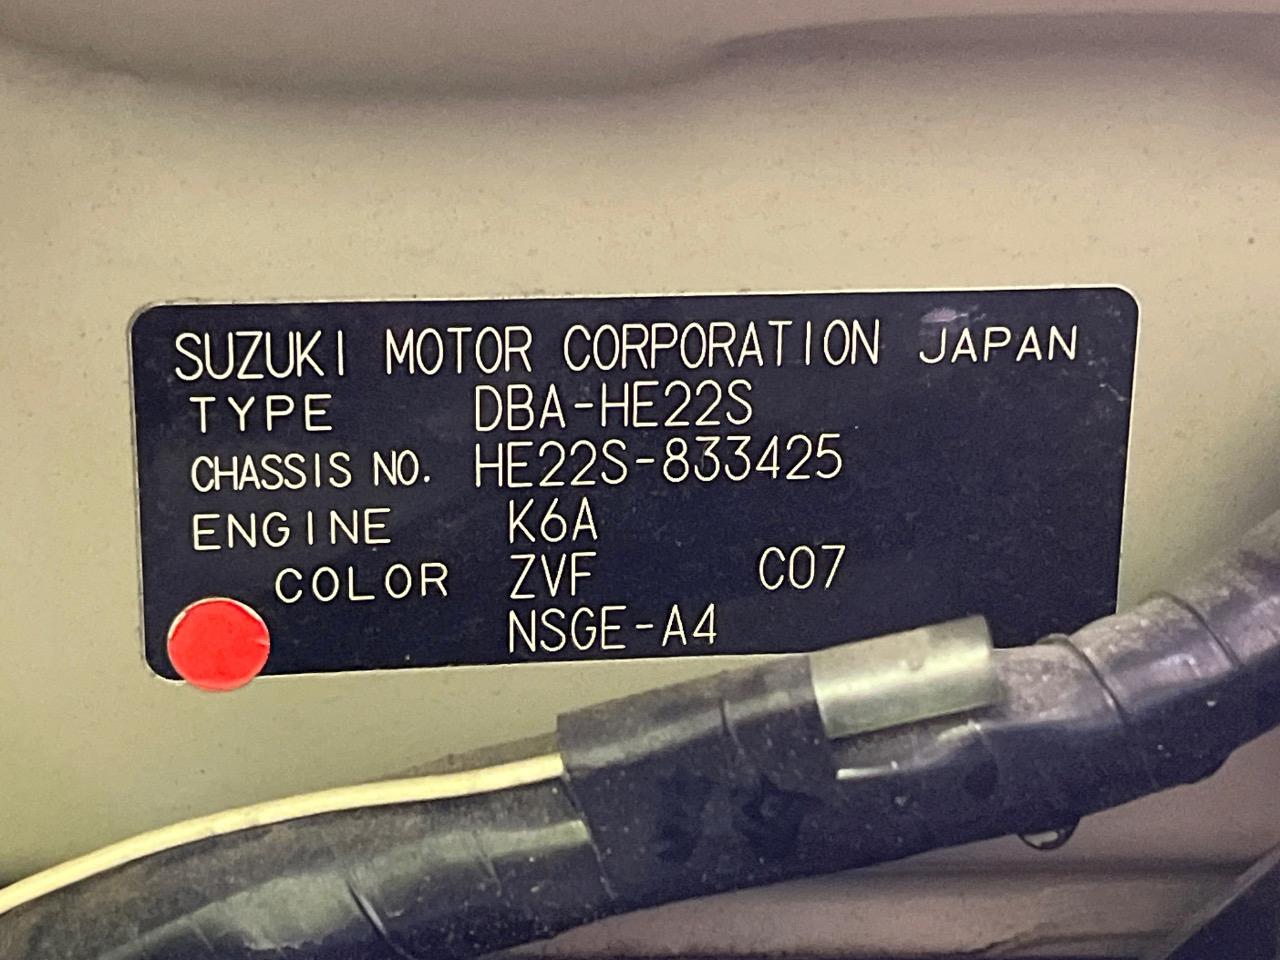 SUZUKI MOTOR CORPORATION JAPAN
TYPE DBA-HE22S
CHASSIS NO. HE22S-833425
ENGINE K6A
COLOR ZVF C07
NSGE-A4